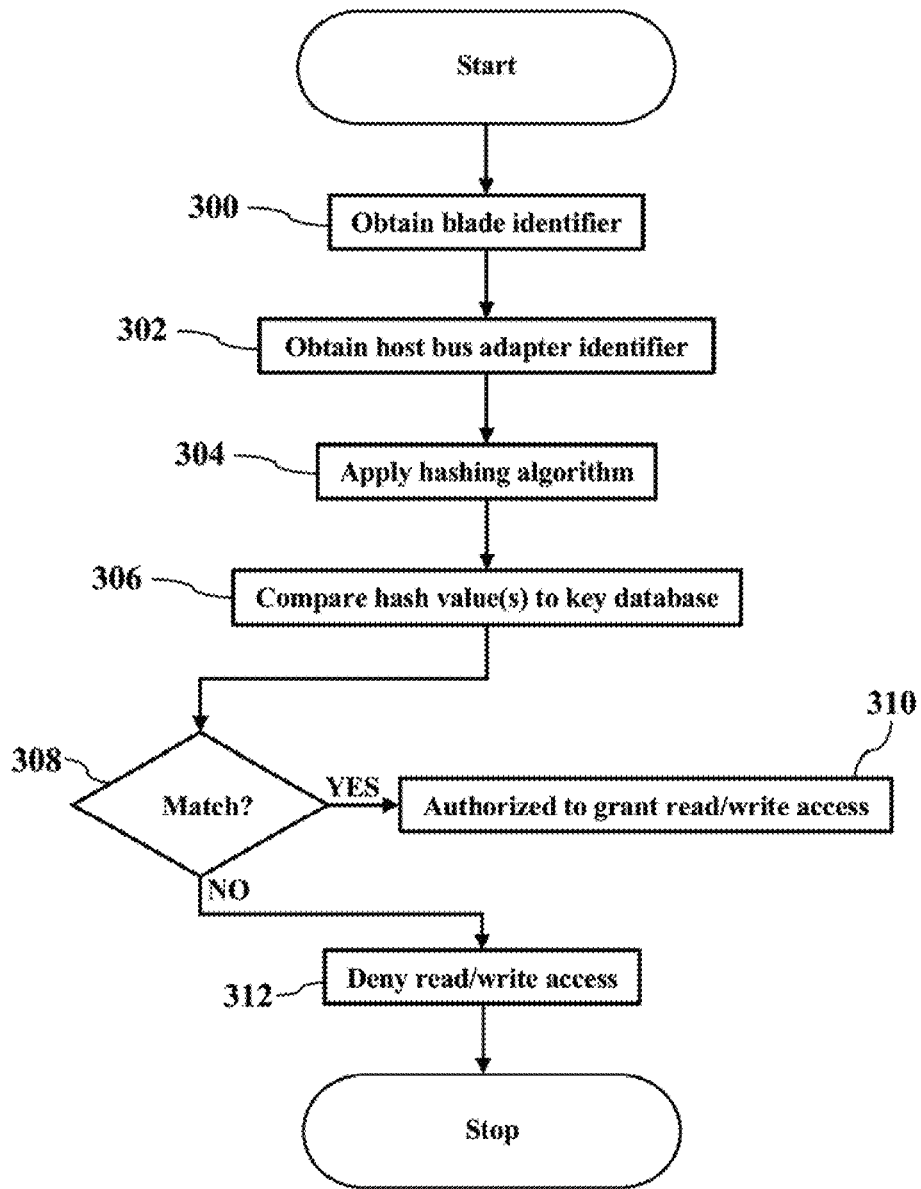 Start
300
Obtain blade identifier
302
Obtain host bus adapter identifier
304
Apply hashing algorithm
306
Compare hash value(s) to key database
308
Match?
YES
310
Authorized to grant read/write access
NO
312
Deny read/write access
Stop